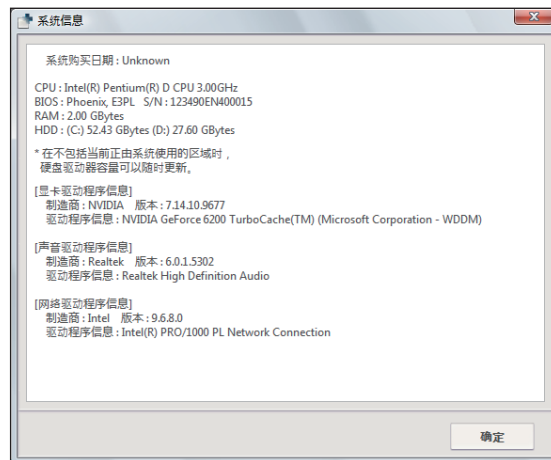 系统信息
系统购买日期 : Unknown
CPU : Intel(R) Pentium(R) D CPU 3.00GHz
BIOS : Phoenix, E3PL S/N : 123490EN400015
RAM : 2.00 GBytes
HDD : (C:) 52.43 GBytes (D:) 27.60 GBytes
* 在不包括当前正由系统使用的区域时，
硬盘驱动器容量可以随时更新。
[显卡驱动程序信息]
制造商 : NVIDIA 版本 : 7.14.10.9677
驱动程序信息 : NVIDIA GeForce 6200 TurboCache(TM) (Microsoft Corporation - WDDM)
[声音驱动程序信息]
制造商 : Realtek 版本 : 6.0.1.5302
驱动程序信息 : Realtek High Definition Audio
[网络驱动程序信息]
制造商 : Intel 版本 : 9.6.8.0
驱动程序信息 : Intel(R) PRO/1000 PL Network Connection
确定